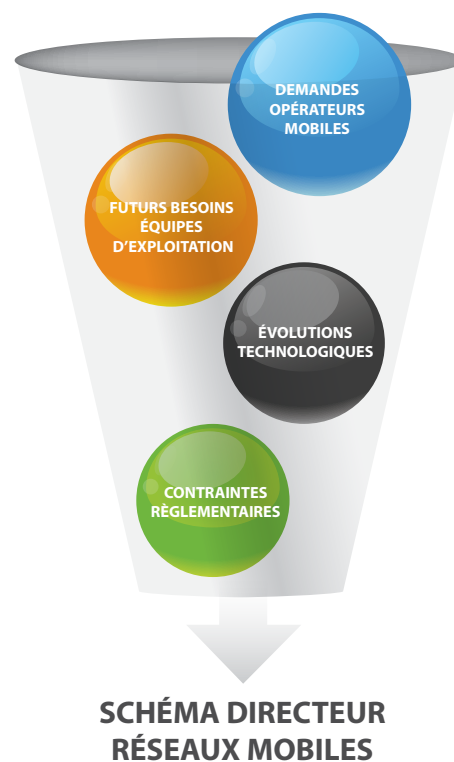 DEMANDES
OPÉRATEURS
MOBILES
FUTURS BESOINS
ÉQUIPES
D'EXPLOITATION
ÉVOLUTIONS
TECHNOLOGIQUES
CONTRAINTES
RÈGLEMENTAIRES
SCHÉMA DIRECTEUR
RÉSEAUX MOBILES